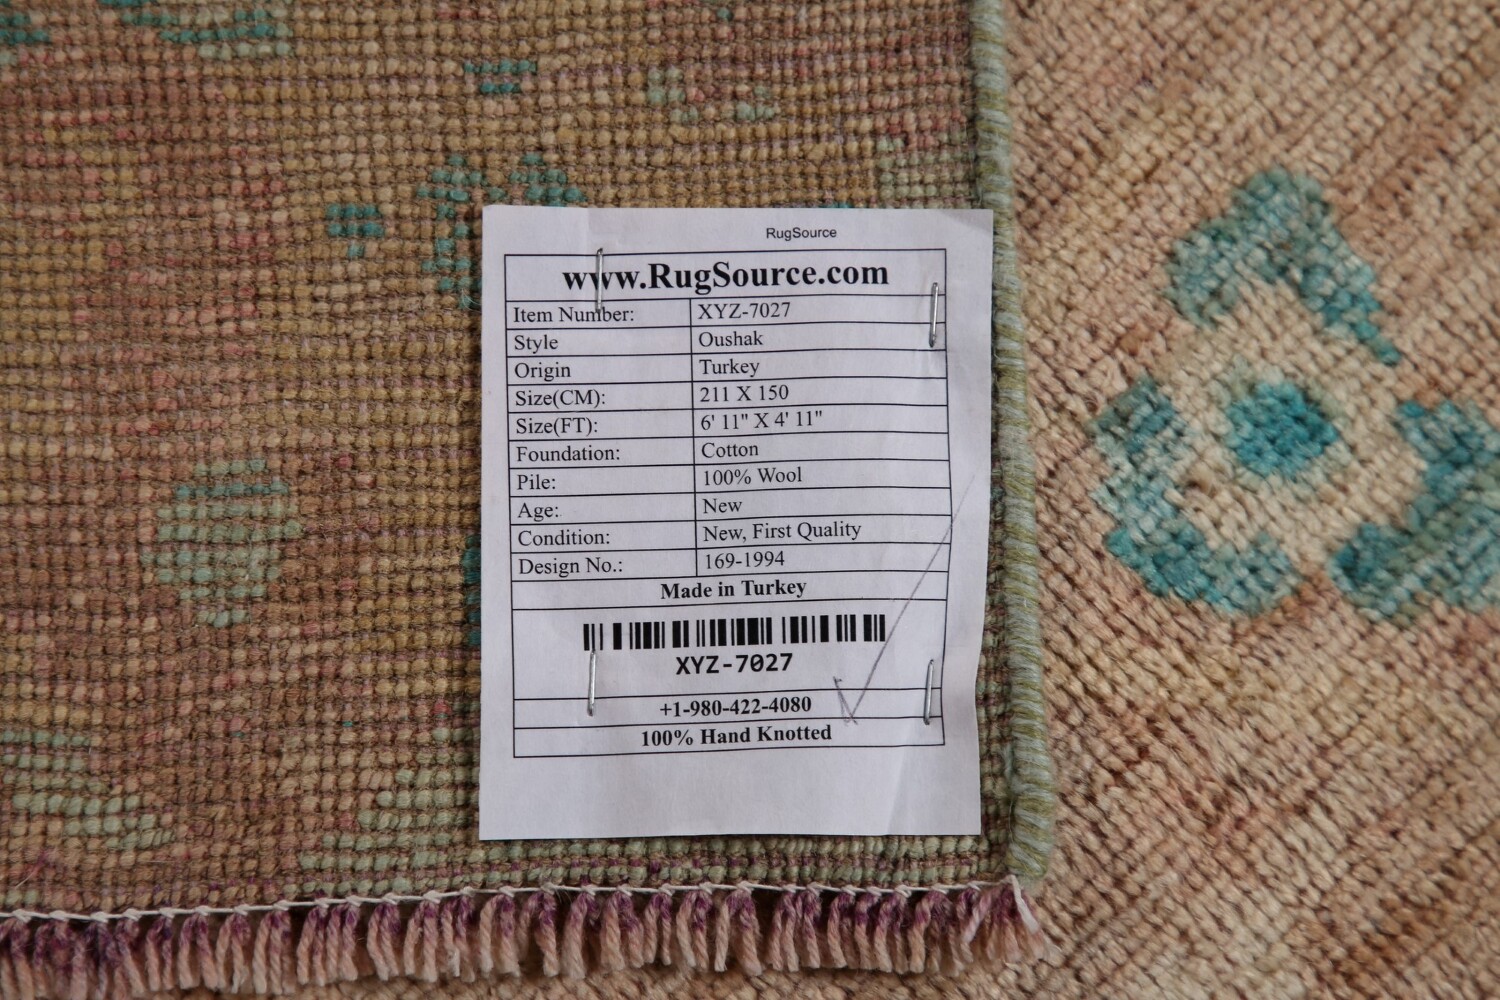 RugSource
www.RugSource.com
Item Number: XYZ-7027
Style Oushak
Origin Turkey
Size(CM): 211 X 150
Size(FT): 6' 11" X 4' 11"
Foundation: Cotton
Pile: 100% Wool
Age: New
Condition: New, First Quality
Design No.: 169-1994
Made in Turkey
XYZ-7027
+1-980-422-4080
100% Hand Knotted